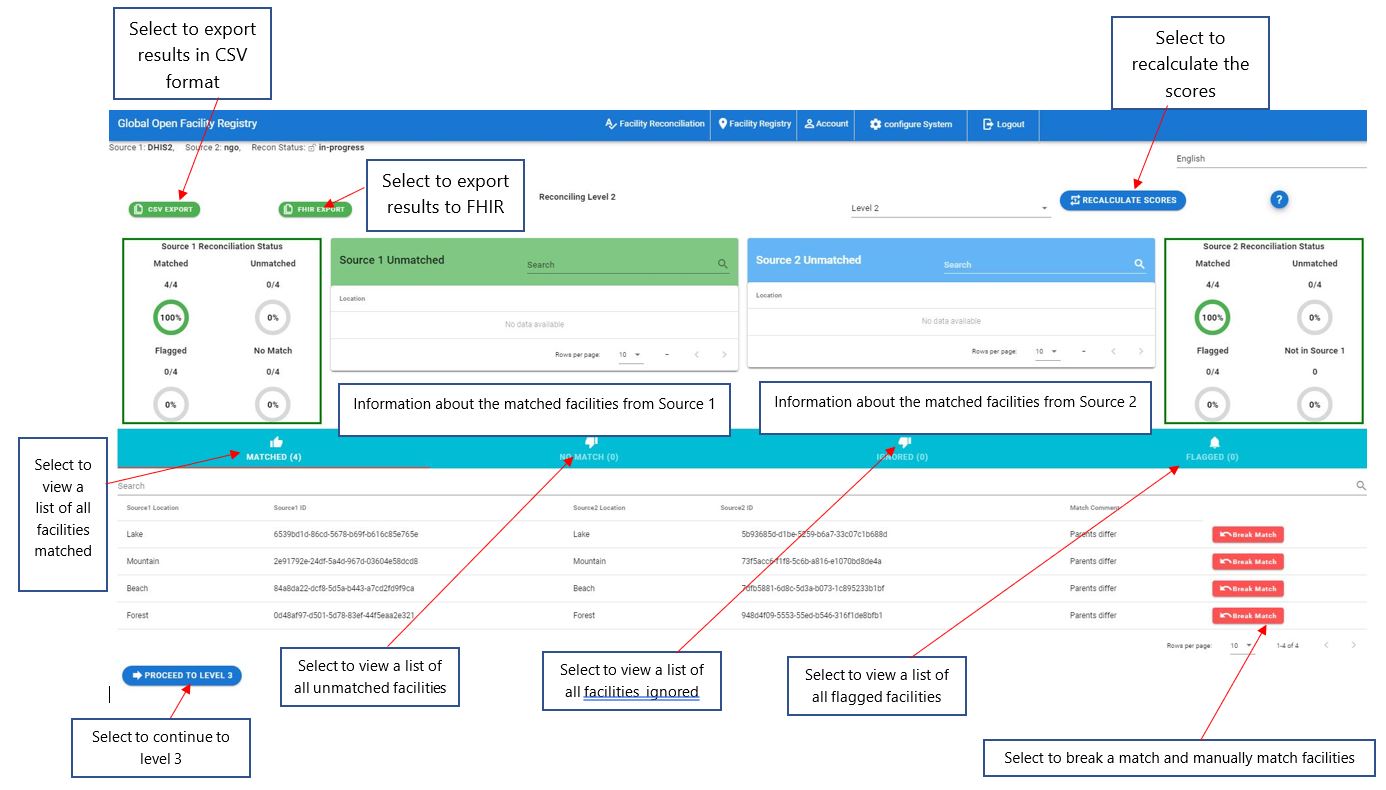 Select to export
results in CSV
format
Select to
recalculate the
scores
Global Open Facility Registry
Facility Reconciliation
Facility Registry
Account
configure System
Logout
Source 1: DHIS2, Source 2: ngo, Recon Status: in-progress
English
Select to export
results to FHIR
Reconciling Level 2
CSV EXPORT
FHIR EXPORT
Level 2
RECALCULATE SCORES
?
Source 1 Reconciliation Status
Matched Unmatched
4/4 0/4
100% 0%
Flagged No Match
0/4 0/4
0% 0%
Source 1 Unmatched
Search
Location
No data available
Rows per page: 10 –
Source 2 Unmatched
Search
Location
No data available
Rows per page: 10 –
Source 2 Reconciliation Status
Matched Unmatched
4/4 0/4
100% 0%
Flagged Not in Source 1
0/4 0
0% 0%
Information about the matched facilities from Source 1
Information about the matched facilities from Source 2
MATCHED (4)
NO MATCH (0)
IGNORED (0)
FLAGGED (0)
Select to
view a
list of all
facilities
matched
Search
Source1 Location Source1 ID Source2 Location Source2 ID Match Comment
Lake 6539bd1d-86cd-5678-b69f-b616c85e765e Lake 5b93685d-d1be-5259-b6a7-33c07c1b688d Parents differ Break Match
Mountain 2e91792e-24df-5a4d-967d-03604e58dcd8 Mountain Parents differ Break Match
Beach 84a8da22-dcf8-5d5a-b443-a7cd2fd9f9ca Beach 7dfb5881-6d8c-5d3a-b073-1c895233b1bf Parents differ Break Match
Forest 0d48af97-d501-5d78-83ef-44f5eaa2e321 Forest 948d4f09-5553-55ed-b546-316f1de8bfb1 Parents differ Break Match
Rows per page: 10 1-4 of 4
PROCEED TO LEVEL 3
Select to view a list of
all unmatched facilities
Select to view a list of
all facilities ignored
Select to view a list of
all flagged facilities
Select to continue to
level 3
Select to break a match and manually match facilities